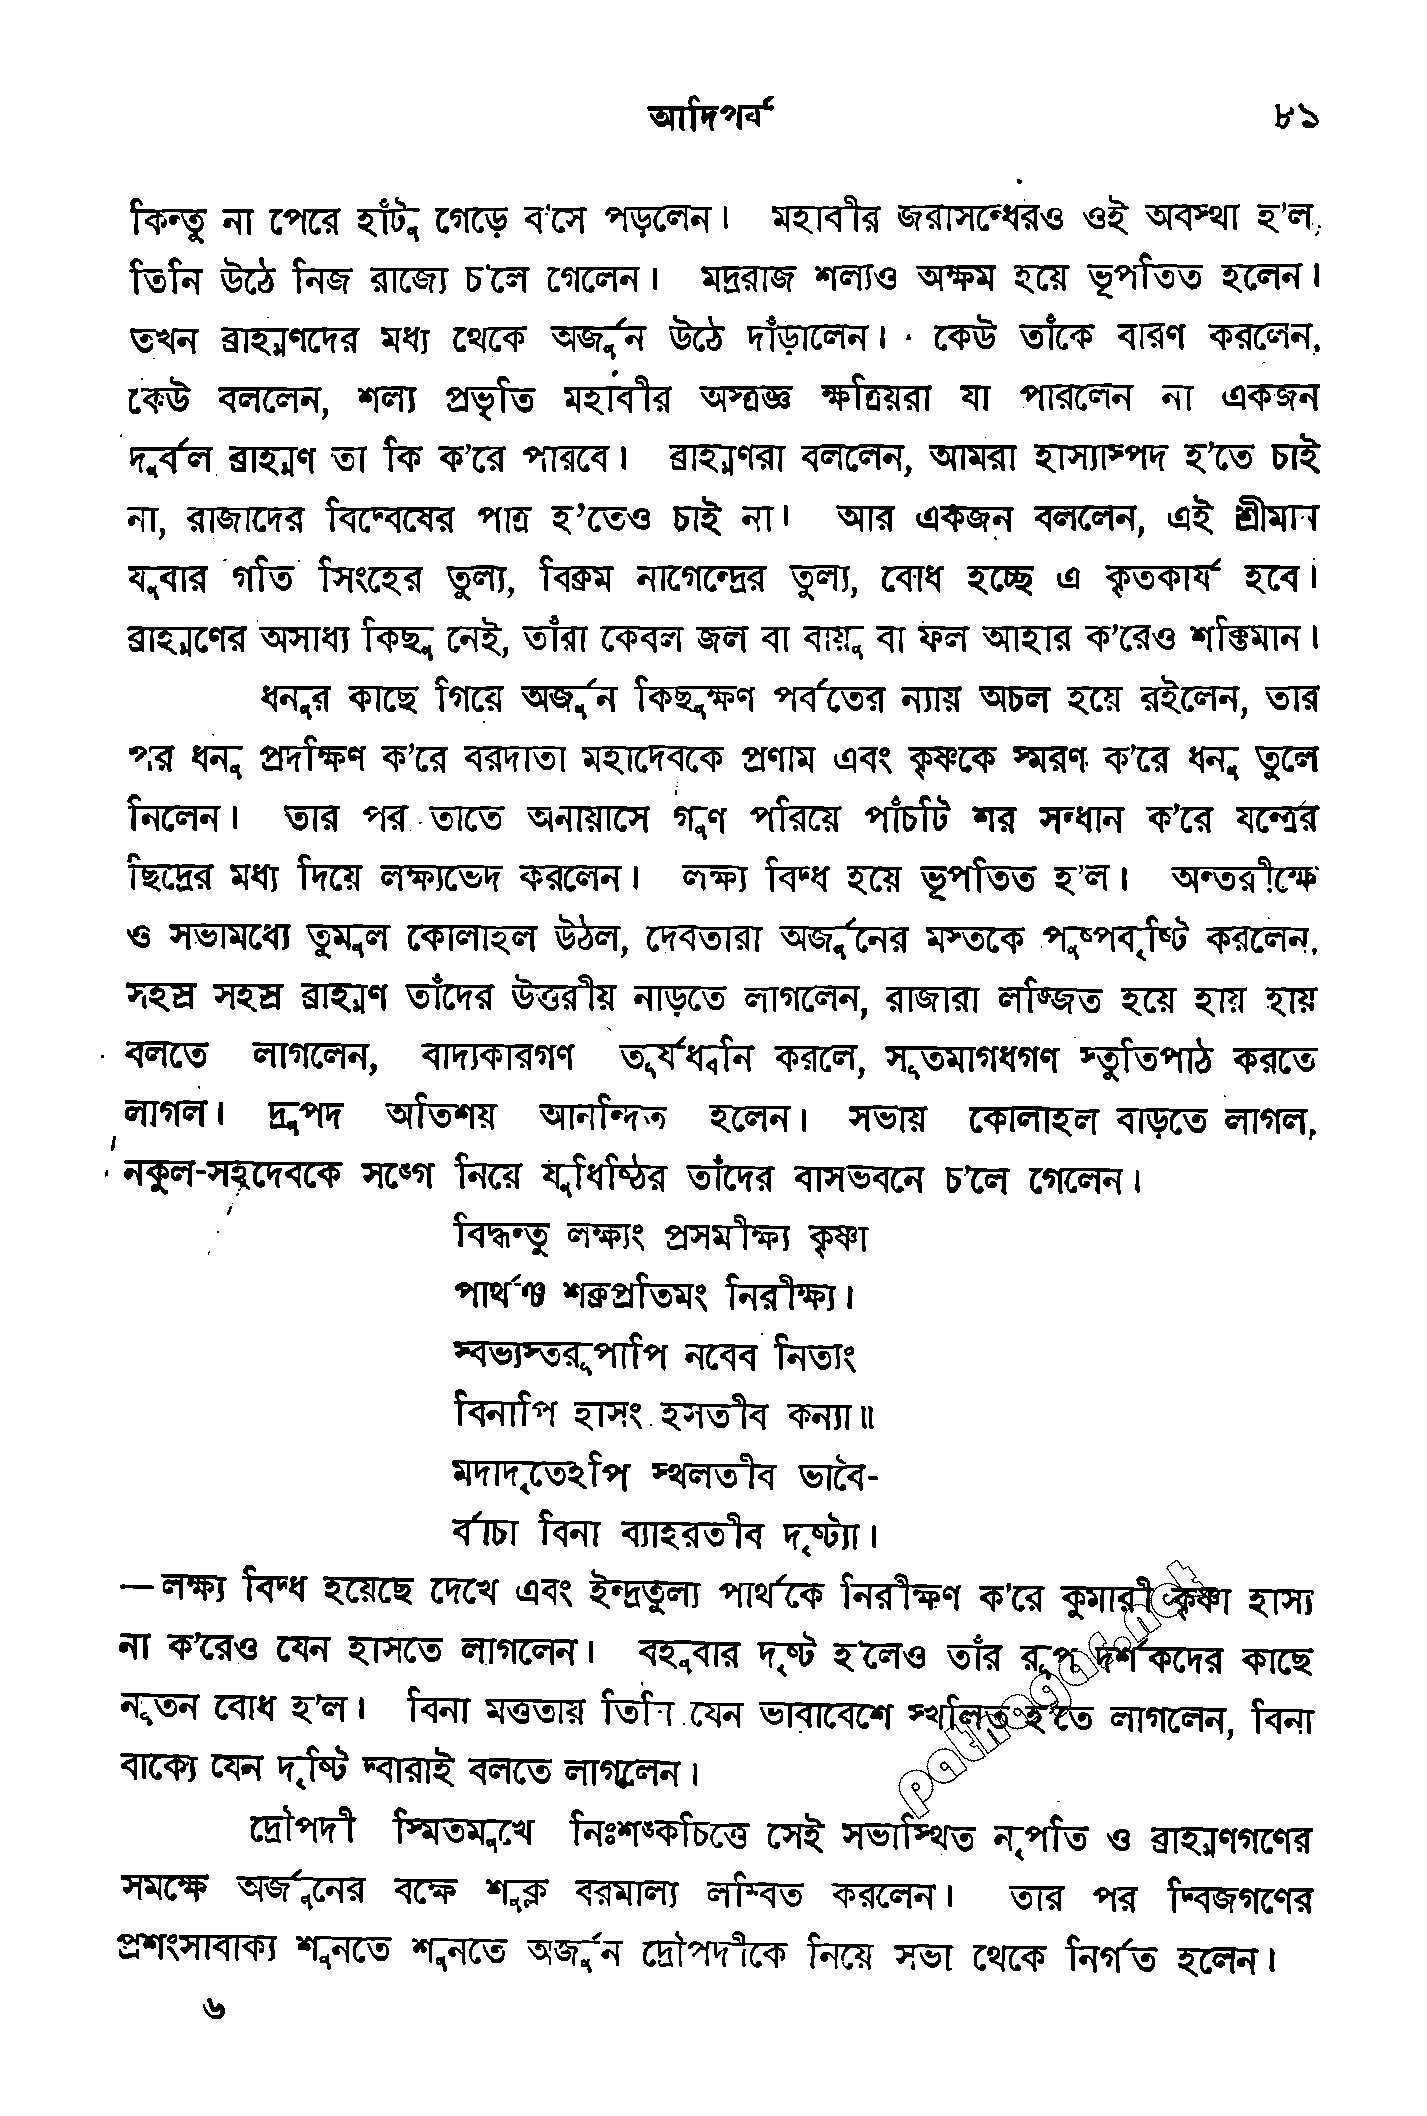 আদিপর্ব ৮১
কিন্তু না পেরে হাঁটু গেড়ে ব'সে পড়লেন। মহাবীর জরাসন্ধেরও ওই অবস্থা হ'ল,
তিনি উঠে নিজ রাজ্যে চ'লে গেলেন। মদ্ররাজ শল্যও অক্ষম হয়ে ভূপতিত হলেন।
তখন ব্রাহ্মণদের মধ্য থেকে অর্জুন উঠে দাঁড়ালেন। কেউ তাঁকে বারণ করলেন,
কেউ বললেন, শল্য প্রভৃতি মহাবীর অস্ত্রজ্ঞ ক্ষত্রিয়রা যা পারলেন না একজন
দুর্বল ব্রাহ্মণ তা কি ক'রে পারবে। ব্রাহ্মণরা বললেন, আমরা হাস্যাস্পদ হ'তে চাই
না, রাজাদের বিদ্বেষের পাত্র হ'তেও চাই না। আর একজন বললেন, এই শ্রীমান
যুবার গতি সিংহের তুল্য, বিক্রম নাগেন্দ্রের তুল্য, বোধ হচ্ছে এ কৃতকার্য হবে।
ব্রাহ্মণের অসাধ্য কিছু নেই, তাঁরা কেবল জল বা বায়ু বা ফল আহার ক'রেও শক্তিমান।
ধনুর কাছে গিয়ে অর্জুন কিছুক্ষণ পর্বতের ন্যায় অচল হয়ে রইলেন, তার
পর ধনু প্রদক্ষিণ ক'রে বরদাতা মহাদেবকে প্রণাম এবং কৃষ্ণকে স্মরণ ক'রে ধনু তুলে
নিলেন। তার পর তাতে অনায়াসে গুণ পরিয়ে পাঁচটি শর সন্ধান ক'রে যন্ত্রের
ছিদ্রের মধ্য দিয়ে লক্ষ্যভেদ করলেন। লক্ষ্য বিদ্ধ হয়ে ভূপতিত হ'ল। অন্তরীক্ষে
ও সভামধ্যে তুমুল কোলাহল উঠল, দেবতারা অর্জুনের মস্তকে পুষ্পবৃষ্টি করলেন,
সহস্র সহস্র ব্রাহ্মণ তাঁদের উত্তরীয় নাড়তে লাগলেন, রাজারা লজ্জিত হয়ে হায় হায়
বলতে লাগলেন, বাদ্যকারগণ তূর্যধ্বনি করলে, সূতমাগধগণ স্তুতিপাঠ করতে
লাগল। দ্রুপদ অতিশয় আনন্দিত হলেন। সভায় কোলাহল বাড়তে লাগল,
নকুল-সহদেবকে সঙ্গে নিয়ে যুধিষ্ঠির তাঁদের বাসভবনে চ'লে গেলেন।
বিদ্ধন্তু লক্ষ্যং প্রসমীক্ষ্য কৃষ্ণা
পার্থঞ্চ শক্রপ্রতিমং নিরীক্ষ্য।
স্বভ্যস্তরূপাপি নবেব নিত্যং
বিনাপি হাসং হসতীব কন্যা॥
মদাদৃতেঽপি স্খলতীব ভাবৈ-
র্বাচা বিনা ব্যাহরতীব দৃষ্ট্যা।
—লক্ষ্য বিদ্ধ হয়েছে দেখে এবং ইন্দ্রতুল্য পার্থকে নিরীক্ষণ ক'রে কুমারী কৃষ্ণা হাস্য
না ক'রেও যেন হাসতে লাগলেন। বহুবার দৃষ্ট হ'লেও তাঁর রূপ দর্শকদের কাছে
নূতন বোধ হ'ল। বিনা মত্ততায় তিনি যেন ভাবাবেশে স্খলিত হ'তে লাগলেন, বিনা
বাক্যে যেন দৃষ্টি দ্বারাই বলতে লাগলেন।
দ্রৌপদী স্মিতমুখে নিঃশঙ্কচিত্তে সেই সভাস্থিত নৃপতি ও ব্রাহ্মণগণের
সমক্ষে অর্জুনের বক্ষে শুক্ল বরমাল্য লম্বিত করলেন। তার পর দ্বিজগণের
প্রশংসাবাক্য শুনতে শুনতে অর্জুন দ্রৌপদীকে নিয়ে সভা থেকে নির্গত হলেন।
৬
pathagar.net